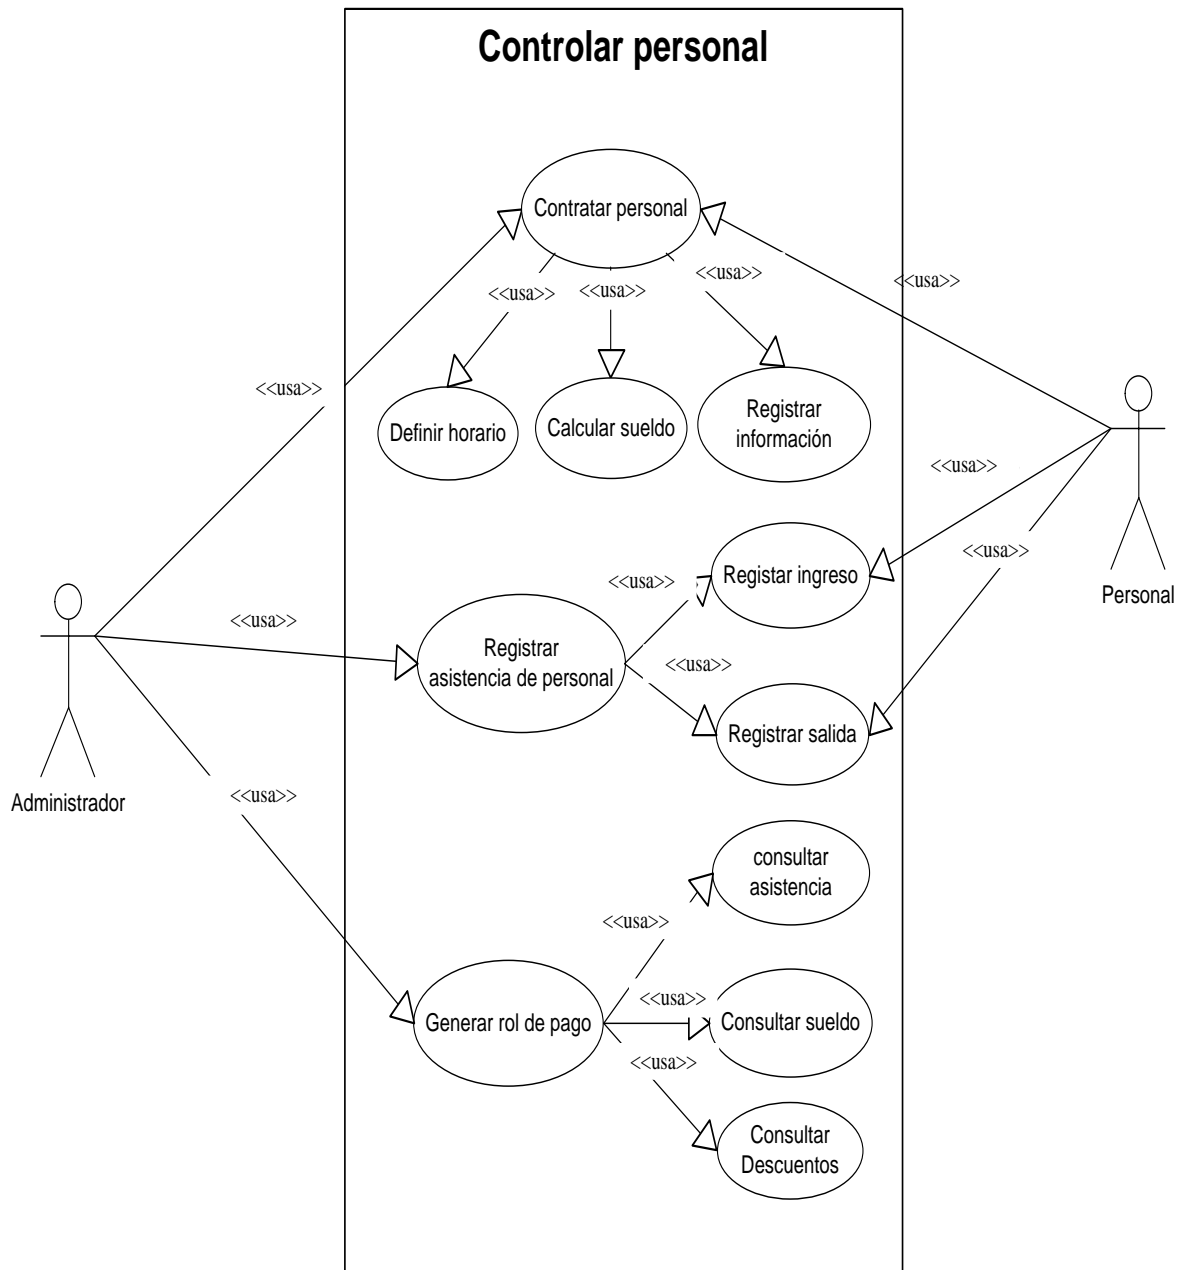 Controlar personal
Contratar personal
<<usa>>
<<usa>>
<<usa>>
<<usa>>
<<usa>>
Definir horario
Calcular sueldo
Registrar
información
<<usa>>
<<usa>>
Registar ingreso
<<usa>>
Personal
<<usa>>
<<usa>>
Registrar
asistencia de personal
<<usa>>
Registrar salida
Administrador
<<usa>>
consultar
asistencia
<<usa>>
Generar rol de pago
<<usa>>
Consultar sueldo
<<usa>>
Consultar
Descuentos